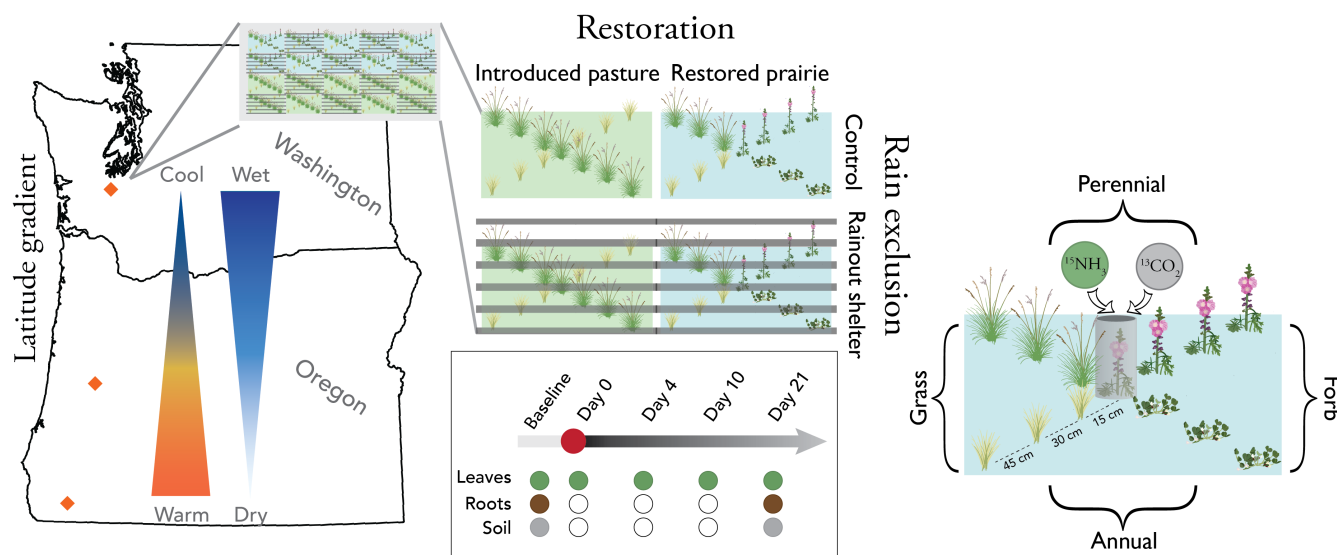 Restoration
Introduced pasture
Restored prairie
Control
Rainout shelter
Rain exclusion
Latitude gradient
Washington
Oregon
Cool
Wet
Warm
Dry
Baseline
Day 0
Day 4
Day 10
Day 21
Leaves
Roots
Soil
Perennial
¹⁵NH₃
¹³CO₂
Grass
Forb
15 cm
30 cm
45 cm
Annual